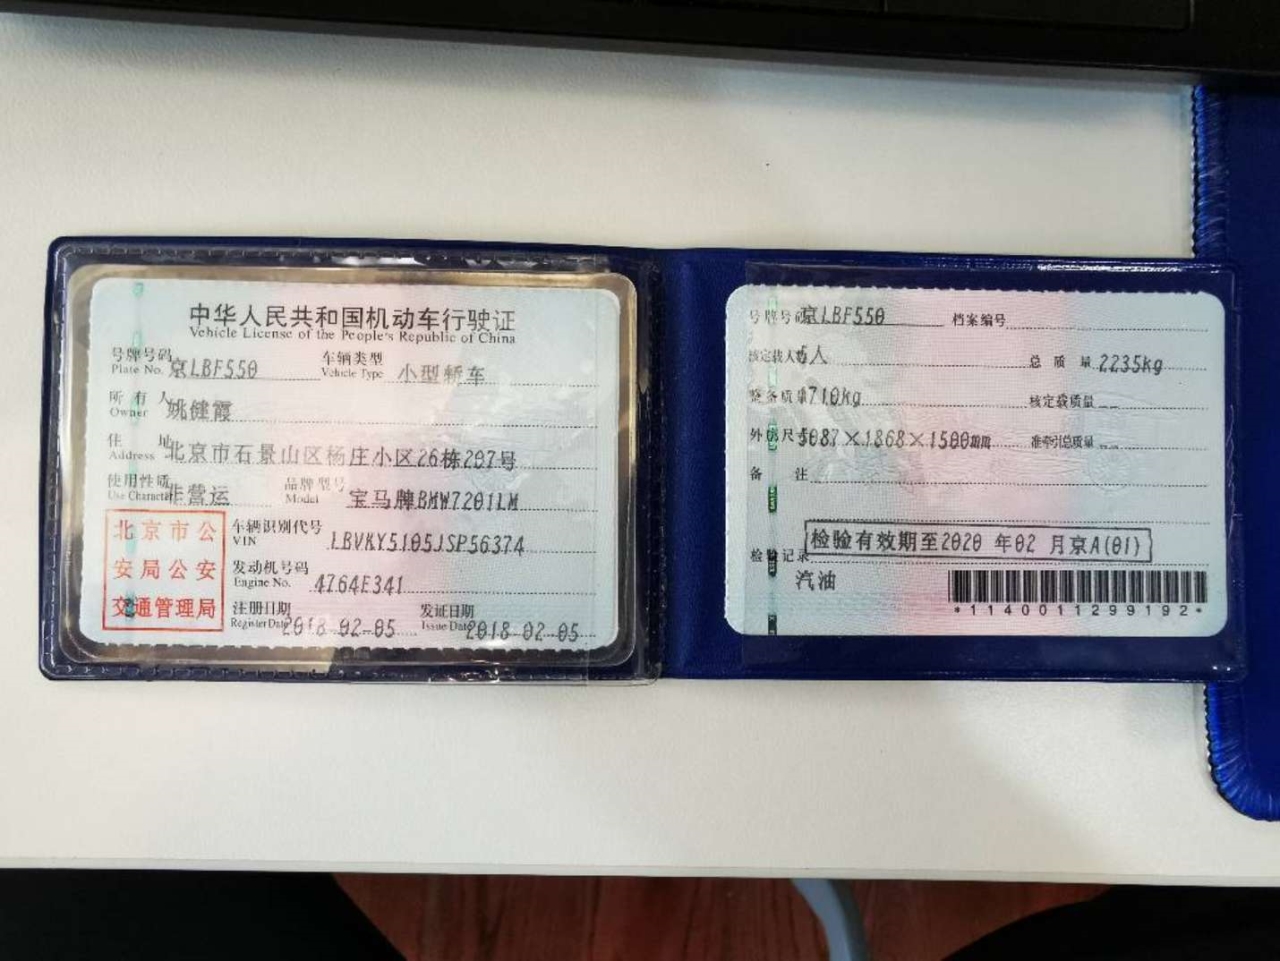 中华人民共和国机动车行驶证
Vehicle License of the People's Republic of China
号牌号码 京LBF550 车辆类型 小型轿车
Plate No. Vehicle Type
所有人 姚健霞
Owner
住址 北京市石景山区杨庄小区26栋207号
Address
使用性质 非营运 品牌型号 宝马牌BMW7201LM
Use Character Model
北京市公
安局公安
交通管理局
车辆识别代号 LBVKY5105JSP56374
VIN
发动机号码 4764F341
Engine No.
注册日期 2018-02-05 发证日期 2018-02-05
Register Date Issue Date
号牌号码 京LBF550 档案编号
核定载人数 5人 总质量 2235kg
整备质量 710kg 核定载质量 --
外廓尺寸 5087×1868×1500mm 准牵引总质量 --
备注
检验记录 检验有效期至2020年02月京A(01)
汽油
*1140011299192*